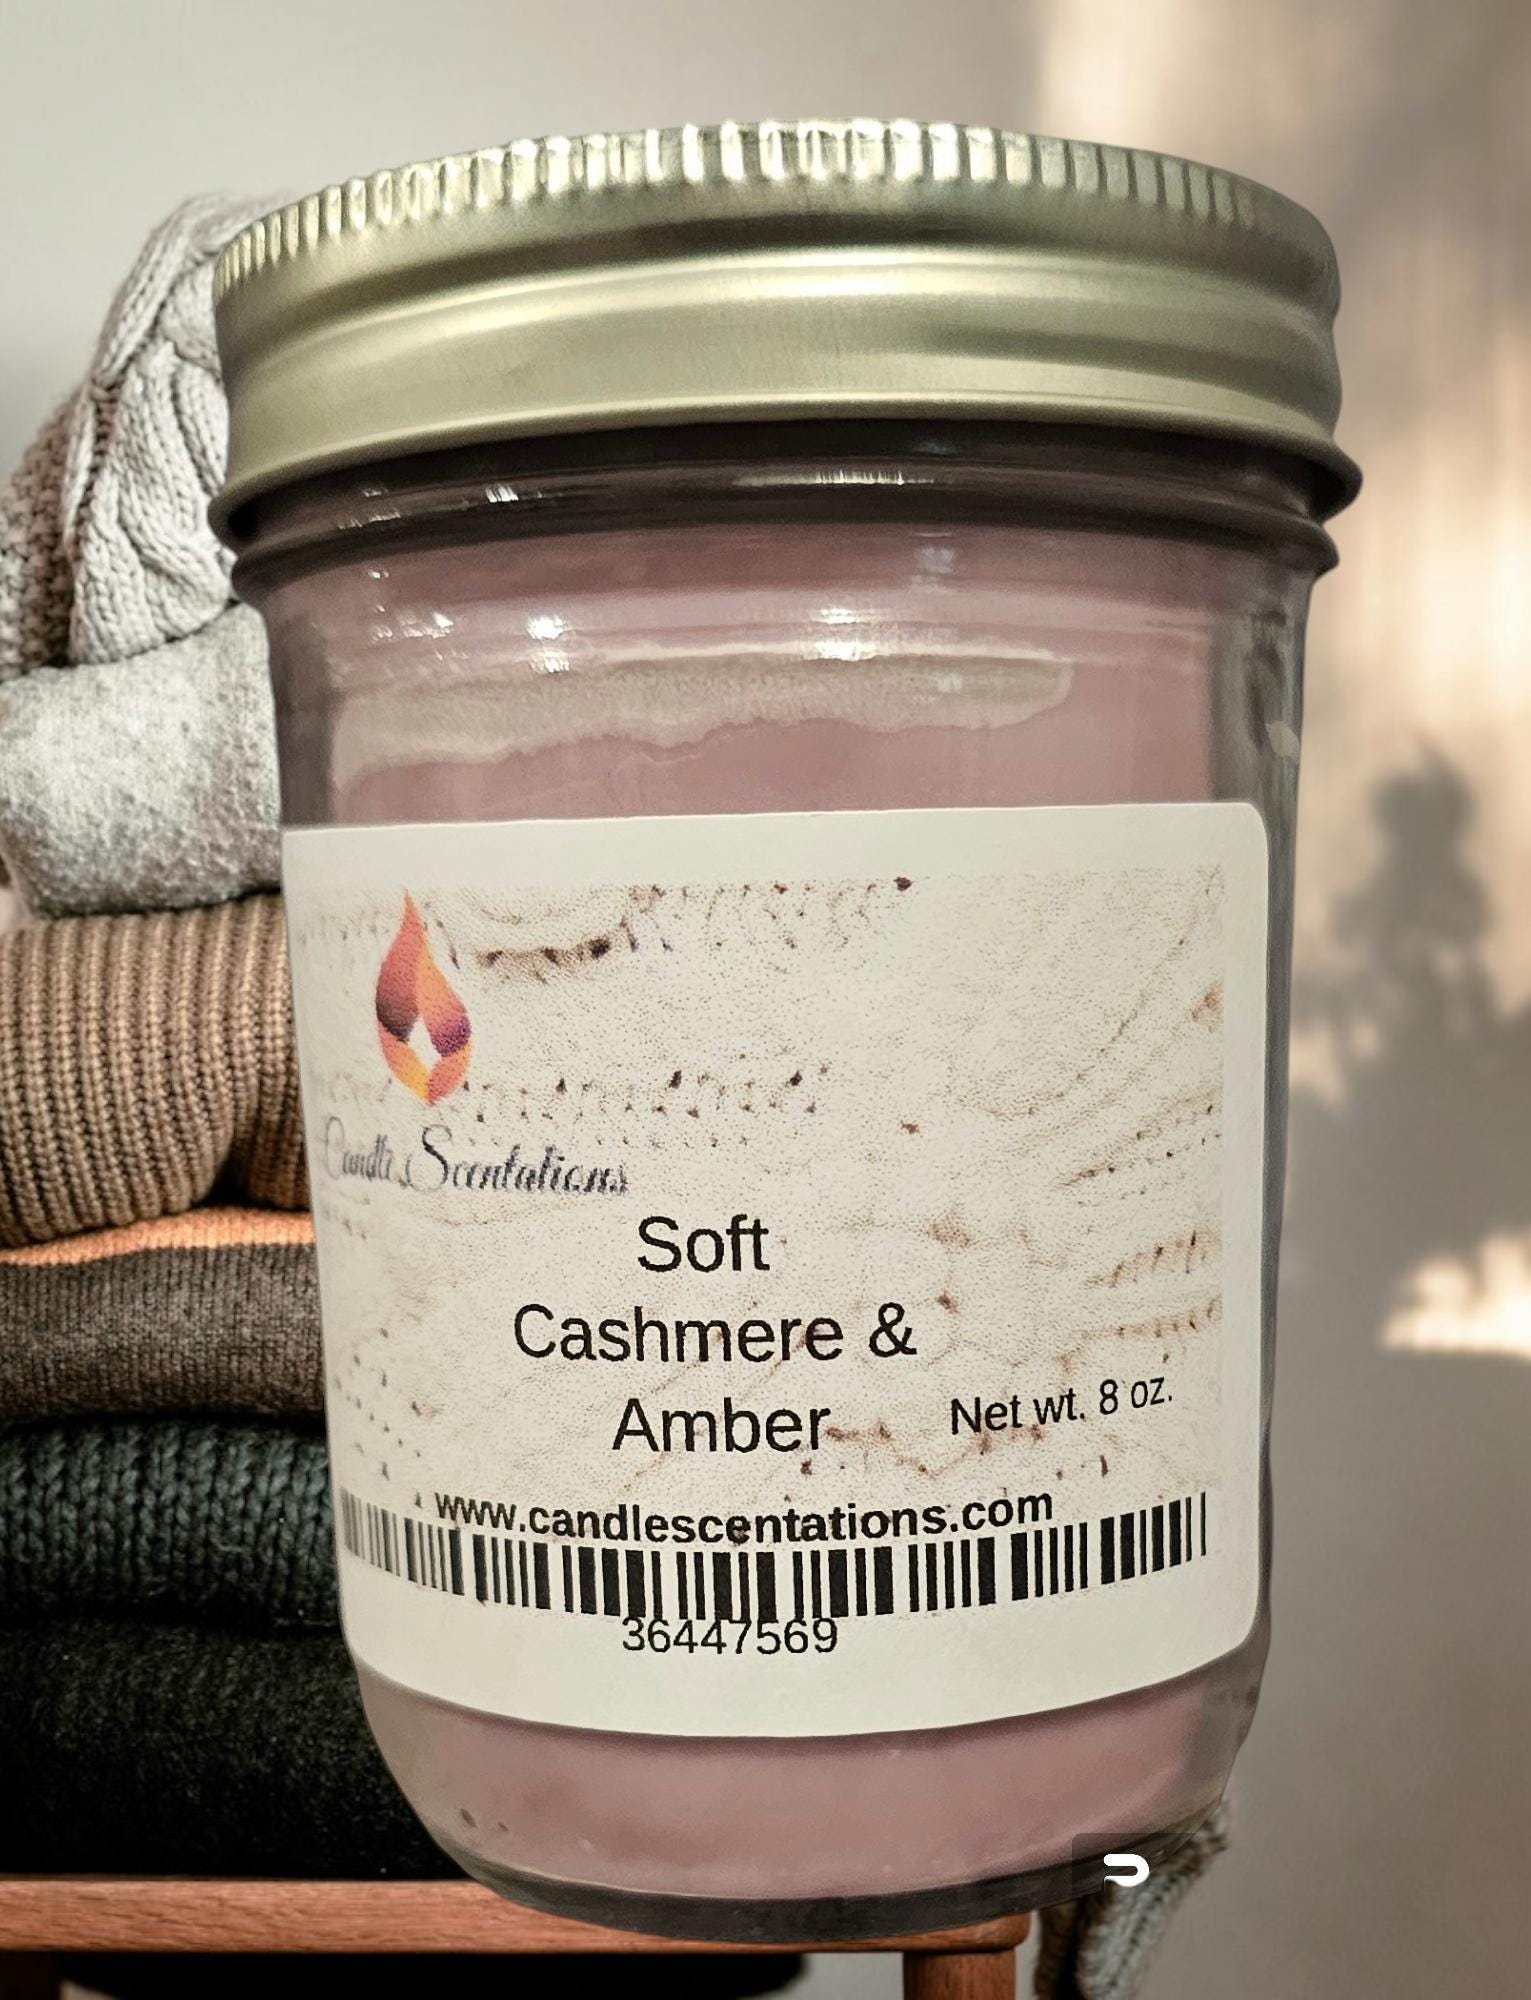 Candle Scentations
Soft
Cashmere &
Amber
Net wt. 8 oz.
www.candlescentations.com
36447569